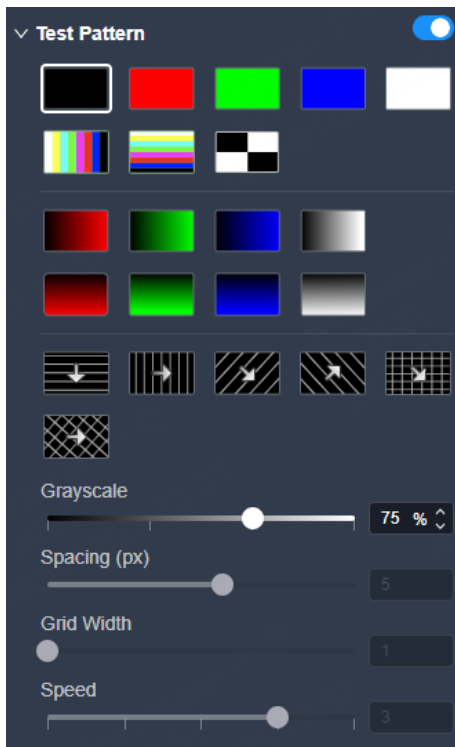 Test Pattern
Grayscale
75 %
Spacing (px)
5
Grid Width
1
Speed
3